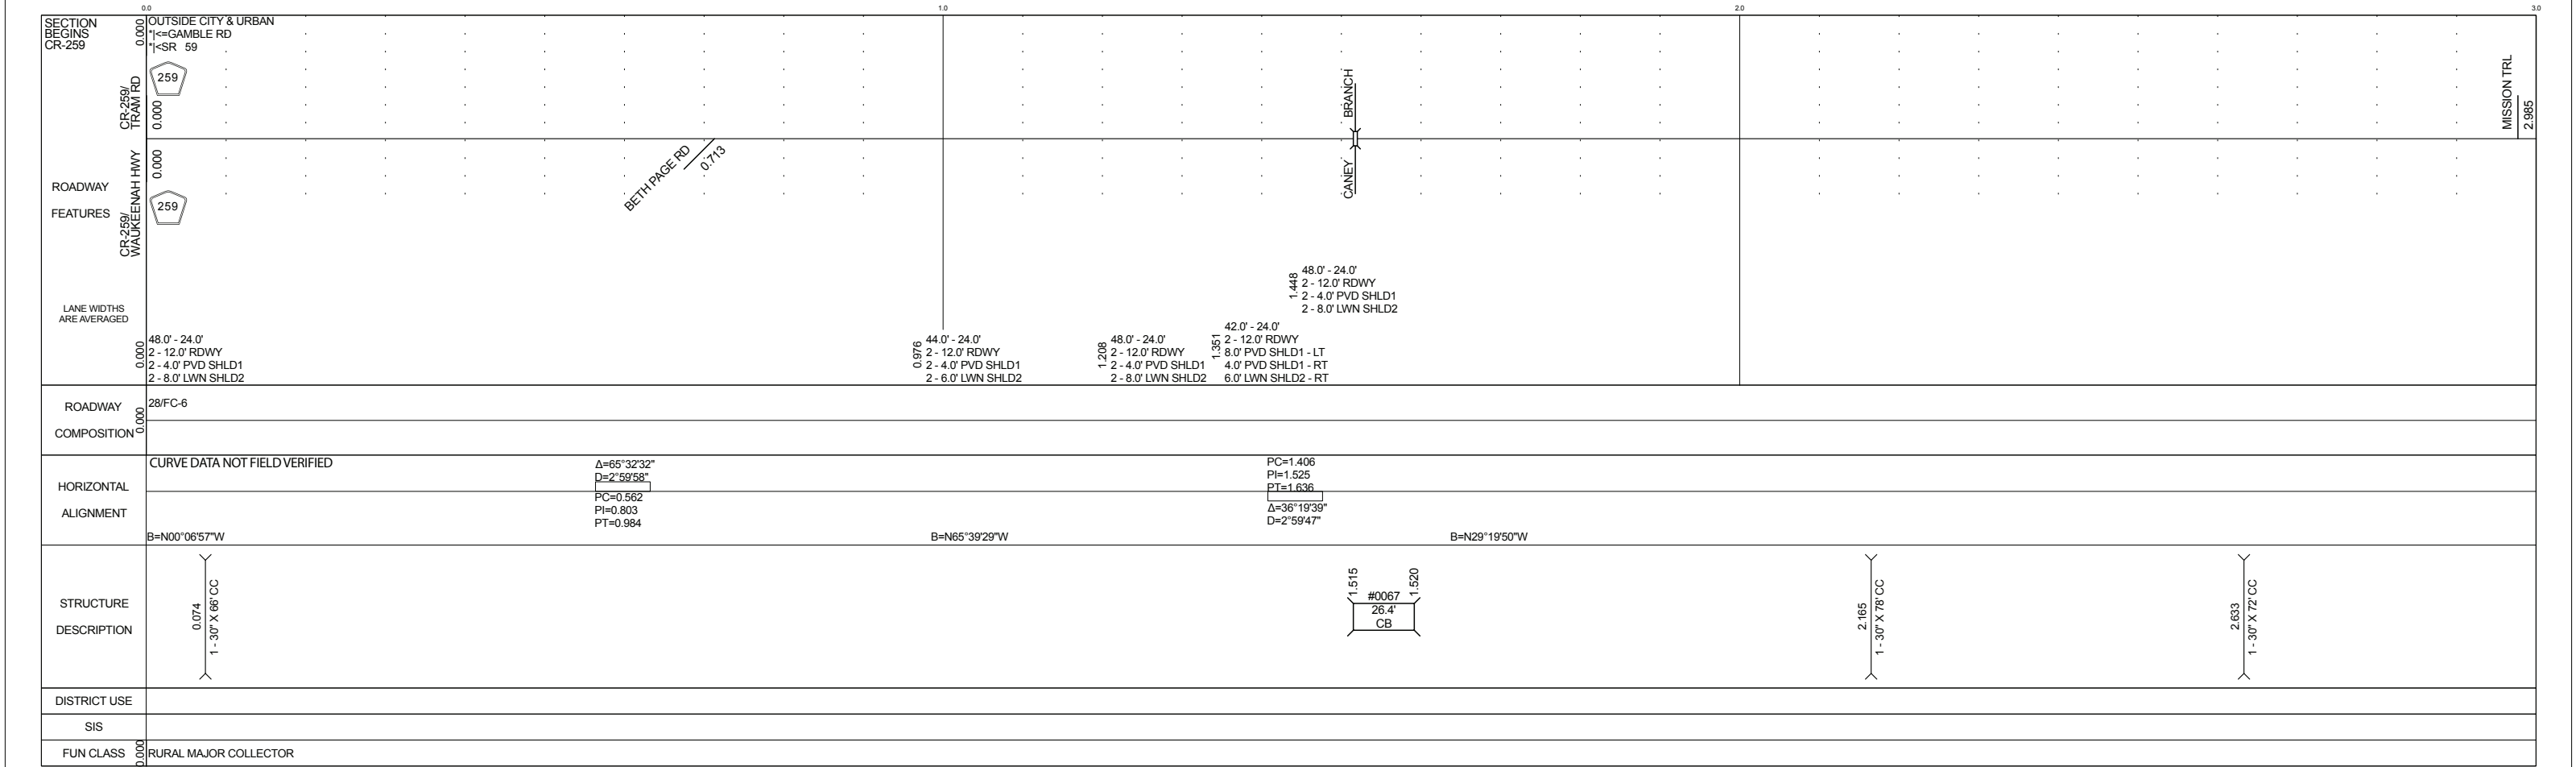 0.0
1.0
2.0
3.0
SECTION
BEGINS
CR-259
0.000
OUTSIDE CITY & URBAN
*|<=GAMBLE RD
*|<SR 59
259
CR-259/
TRAM RD
0.000
BRANCH
MISSION TRL
2.985
ROADWAY
FEATURES
CR-259/
WAUKEENAH HWY
0.000
259
BETH PAGE RD
0.713
CANEY
LANE WIDTHS
ARE AVERAGED
0.000
48.0' - 24.0'
2 - 12.0' RDWY
2 - 4.0' PVD SHLD1
2 - 8.0' LWN SHLD2
0.976
44.0' - 24.0'
2 - 12.0' RDWY
2 - 4.0' PVD SHLD1
2 - 6.0' LWN SHLD2
1.208
48.0' - 24.0'
2 - 12.0' RDWY
2 - 4.0' PVD SHLD1
2 - 8.0' LWN SHLD2
1.351
42.0' - 24.0'
2 - 12.0' RDWY
8.0' PVD SHLD1 - LT
4.0' PVD SHLD1 - RT
6.0' LWN SHLD2 - RT
1.448
48.0' - 24.0'
2 - 12.0' RDWY
2 - 4.0' PVD SHLD1
2 - 8.0' LWN SHLD2
ROADWAY
COMPOSITION
0.000
28/FC-6
HORIZONTAL
ALIGNMENT
CURVE DATA NOT FIELD VERIFIED
Δ=65°32'32"
D=2°59'58"
PC=0.562
PI=0.803
PT=0.984
PC=1.406
PI=1.525
PT=1.636
Δ=36°19'39"
D=2°59'47"
B=N00°06'57"W
B=N65°39'29"W
B=N29°19'50"W
STRUCTURE
DESCRIPTION
0.074
1 - 30" X 66' CC
1.515
1.520
#0067
26.4'
CB
2.165
1 - 30" X 78' CC
2.633
1 - 30" X 72' CC
DISTRICT USE
SIS
FUN CLASS
0.000
RURAL MAJOR COLLECTOR